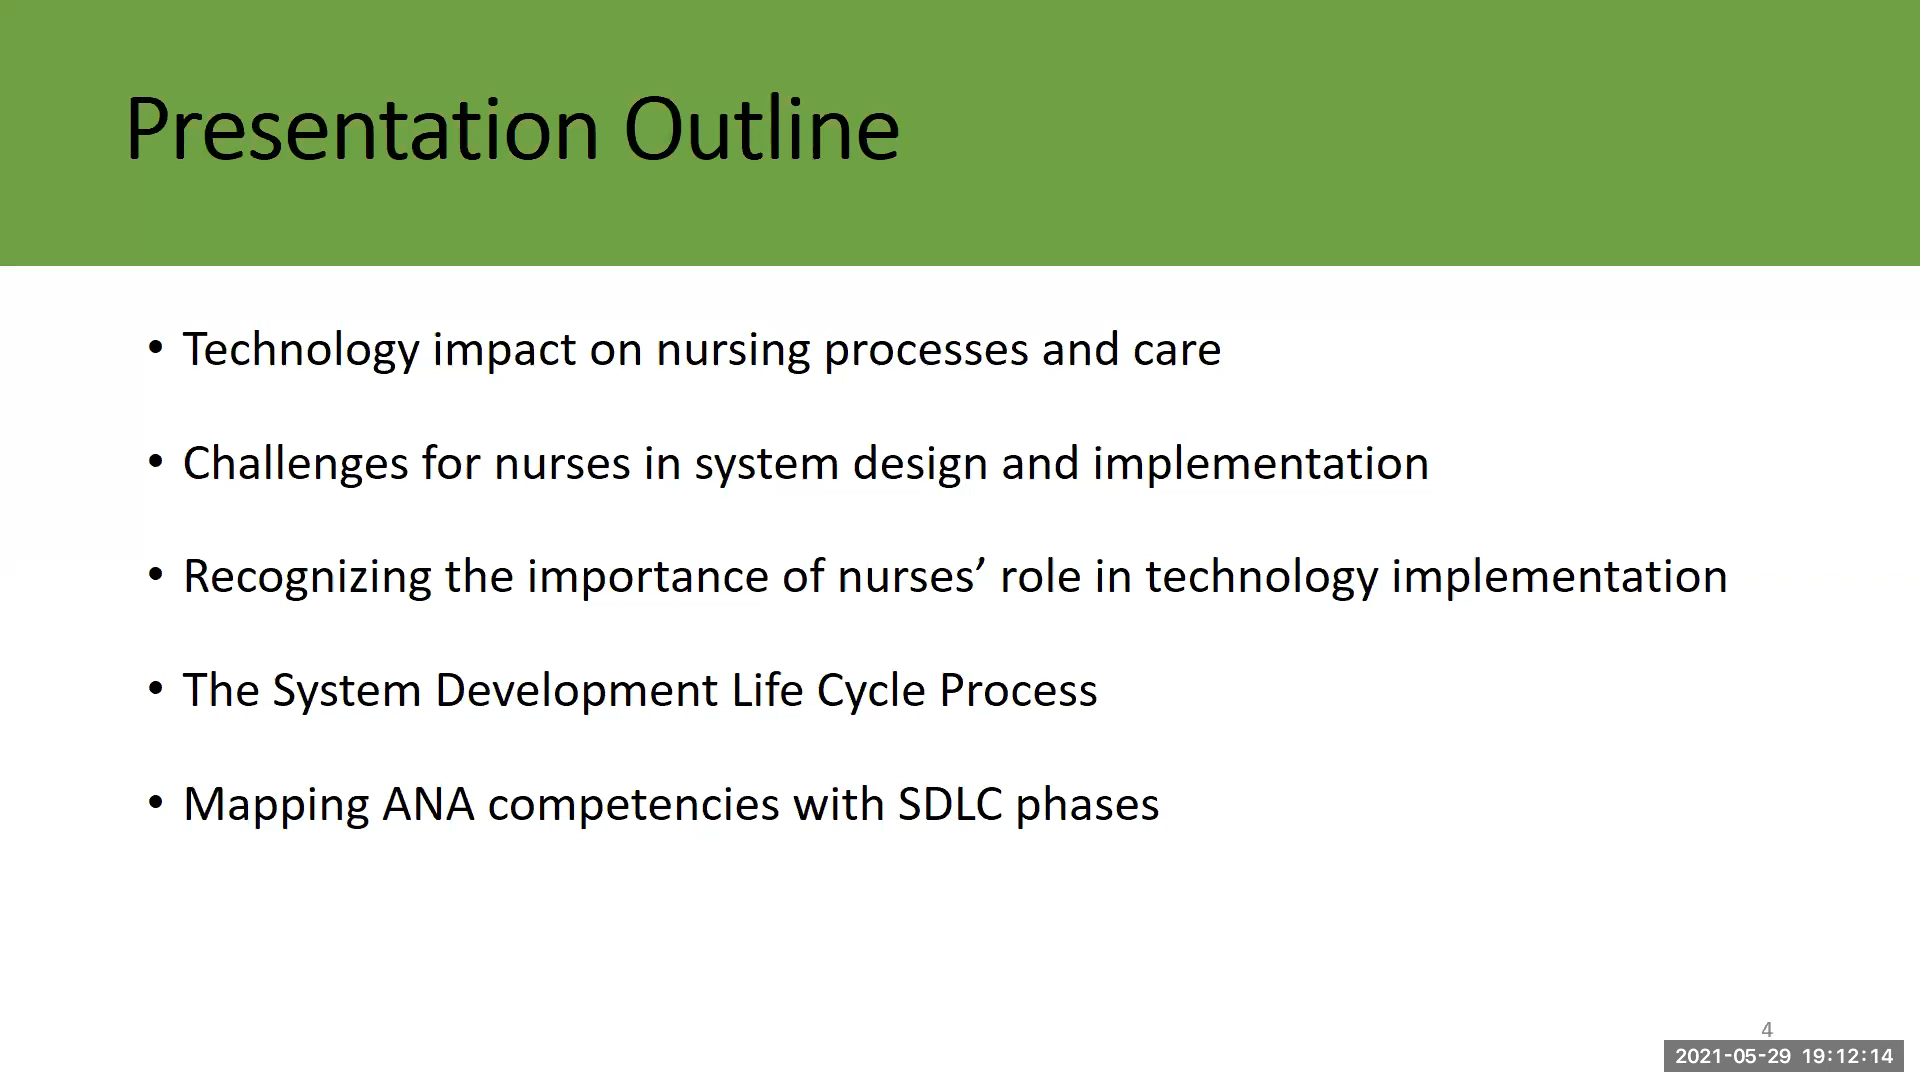 Presentation Outline
• Technology impact on nursing processes and care
• Challenges for nurses in system design and implementation
• Recognizing the importance of nurses’ role in technology implementation
• The System Development Life Cycle Process
• Mapping ANA competencies with SDLC phases
4
2021-05-29 19:12:14